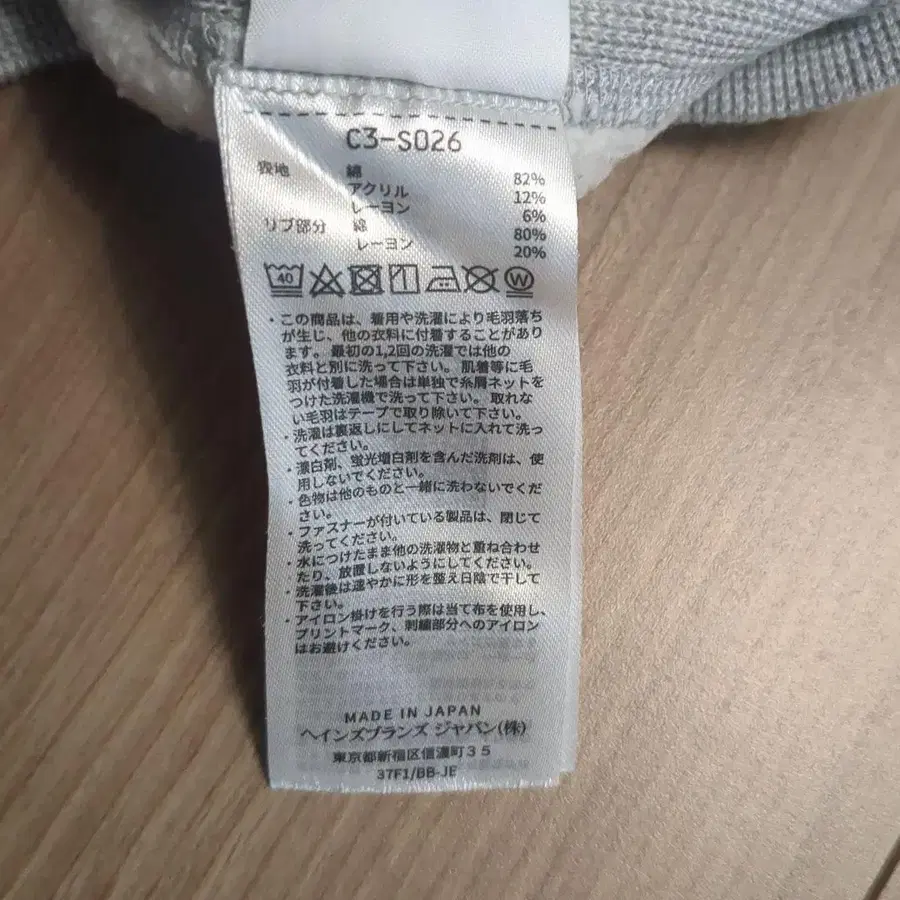 C3-S026
表地 綿 82%
アクリル 12%
レーヨン 6%
リブ部分 綿 80%
レーヨン 20%
40 W
・この商品は、着用や洗濯により毛羽落ち
が生じ、他の衣料に付着することがあり
ます。最初の1,2回の洗濯では他の
衣料と別に洗って下さい。肌着等に毛
羽が付着した場合は単独で糸屑ネットを
つけた洗濯機で洗って下さい。取れな
い毛羽はテープで取り除いて下さい。
・洗濯は裏返しにしてネットに入れて洗っ
てください。
・漂白剤、蛍光増白剤を含んだ洗剤は、使
用しないでください。
・色物は他のものと一緒に洗わないでくだ
さい。
・ファスナーが付いている製品は、閉じて
洗ってください。
・水につけたまま他の洗濯物と重ね合わせ
たり、放置しないようにしてください。
・洗濯後は速やかに形を整え日陰で干して
下さい。
・アイロン掛けを行う際は当て布を使用し、
プリントマーク、刺繍部分へのアイロン
はお避けください。
MADE IN JAPAN
ヘインズブランズ ジャパン(株)
東京都新宿区信濃町35
37F1/BB-JE